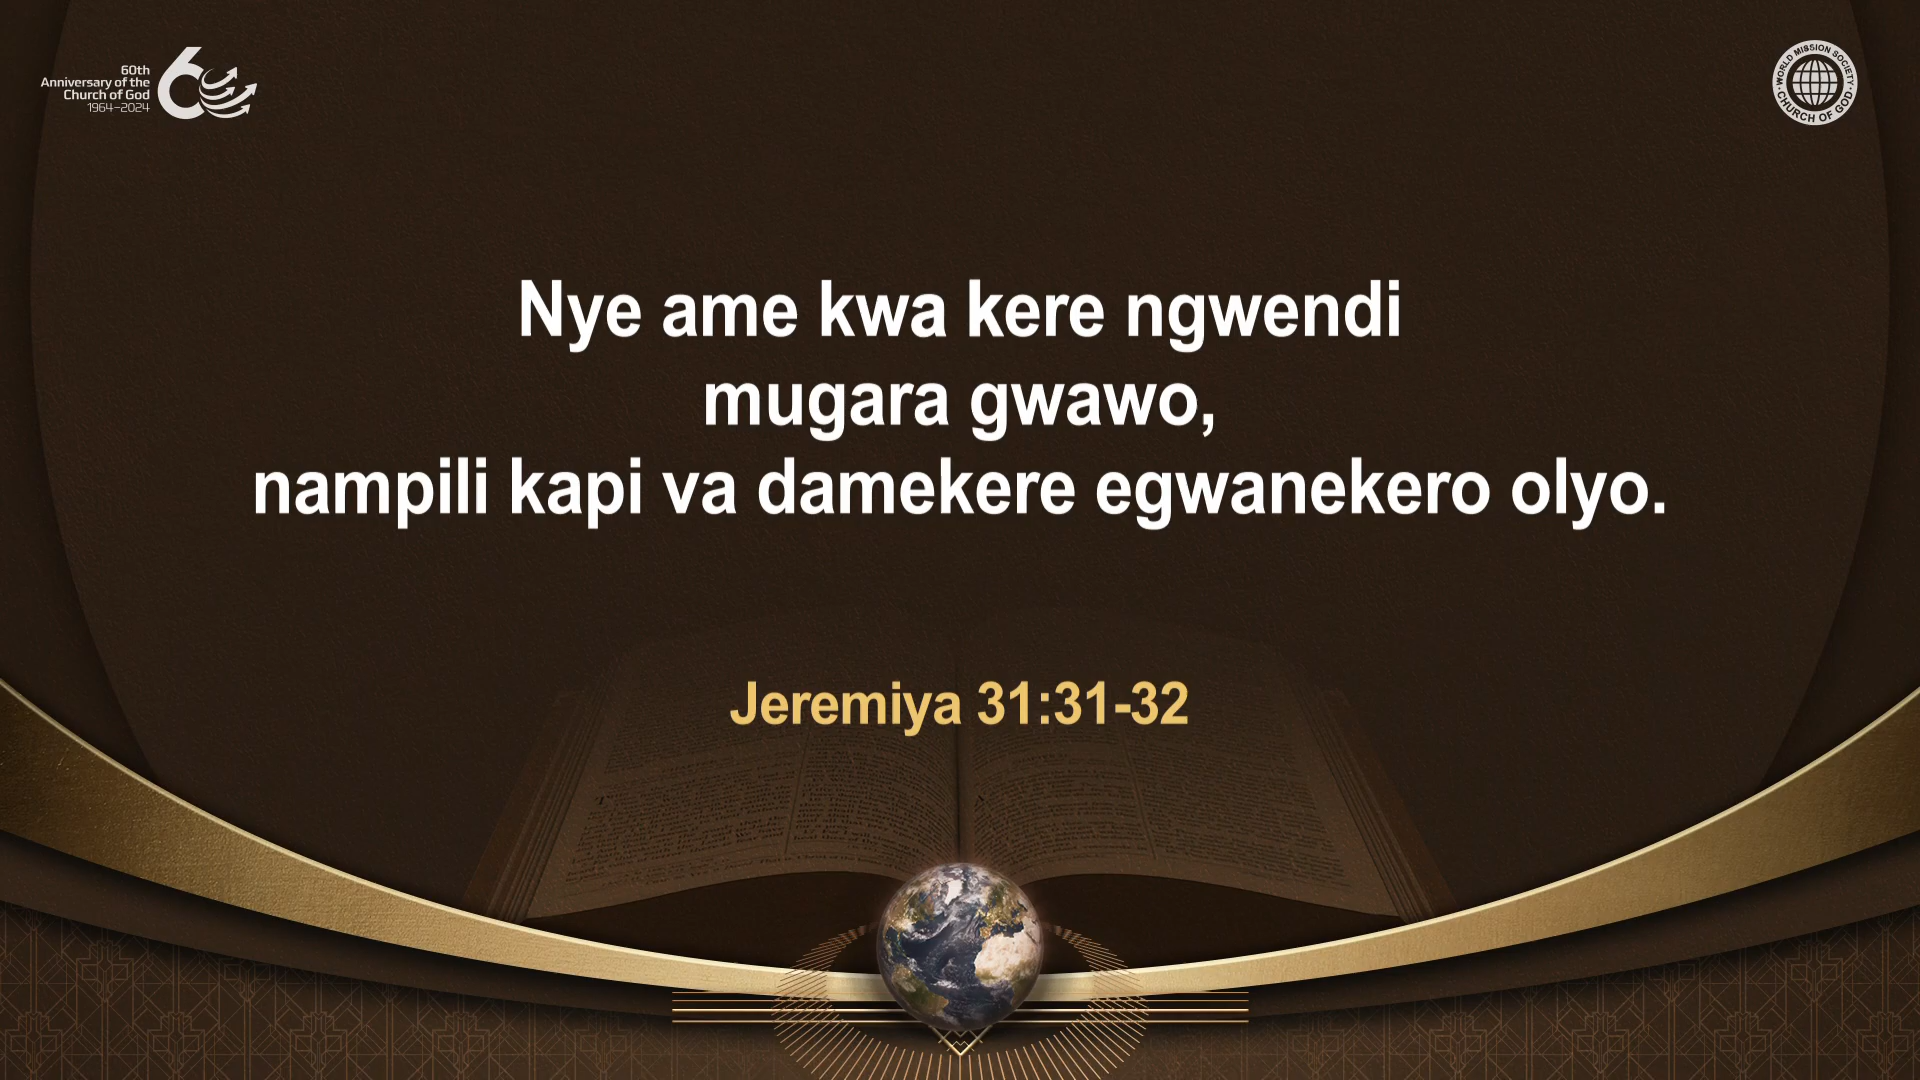 60th
Anniversary of the
Church of God
1964–2024
WORLD MISSION SOCIETY
CHURCH OF GOD
Nye ame kwa kere ngwendi
mugara gwawo,
nampili kapi va damekere egwanekero olyo.
Jeremiya 31:31-32